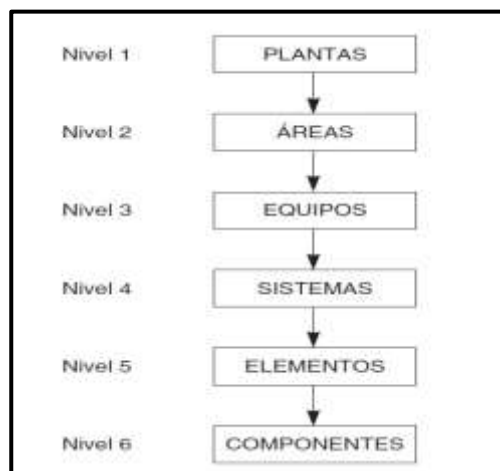 Nivel 1 PLANTAS
Nivel 2 ÁREAS
Nivel 3 EQUIPOS
Nivel 4 SISTEMAS
Nivel 5 ELEMENTOS
Nivel 6 COMPONENTES